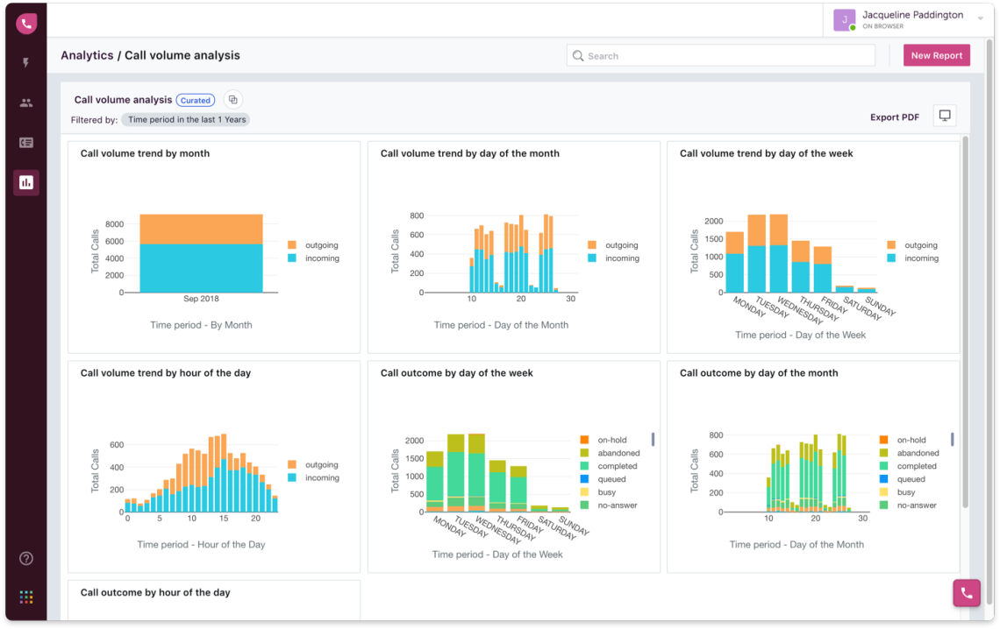 J
Jacqueline Paddington
ON BROWSER
Analytics / Call volume analysis
Search
New Report
Call volume analysis
Curated
Filtered by:
Time period in the last 1 Years
Export PDF
Call volume trend by month
Total Calls
8000
6000
4000
2000
0
Sep 2018
Time period - By Month
outgoing
incoming
Call volume trend by day of the month
Total Calls
800
600
400
200
0
10
20
30
Time period - Day of the Month
outgoing
incoming
Call volume trend by day of the week
Total Calls
2000
1500
1000
500
0
MONDAY
TUESDAY
WEDNESDAY
THURSDAY
FRIDAY
SATURDAY
SUNDAY
Time period - Day of the Week
outgoing
incoming
Call volume trend by hour of the day
Total Calls
600
400
200
0
0
5
10
15
20
Time period - Hour of the Day
outgoing
incoming
Call outcome by day of the week
Total Calls
2000
1500
1000
500
0
MONDAY
TUESDAY
WEDNESDAY
THURSDAY
FRIDAY
SATURDAY
SUNDAY
Time period - Day of the Week
on-hold
abandoned
completed
queued
busy
no-answer
Call outcome by day of the month
Total Calls
800
600
400
200
0
10
20
30
Time period - Day of the Month
on-hold
abandoned
completed
queued
busy
no-answer
Call outcome by hour of the day